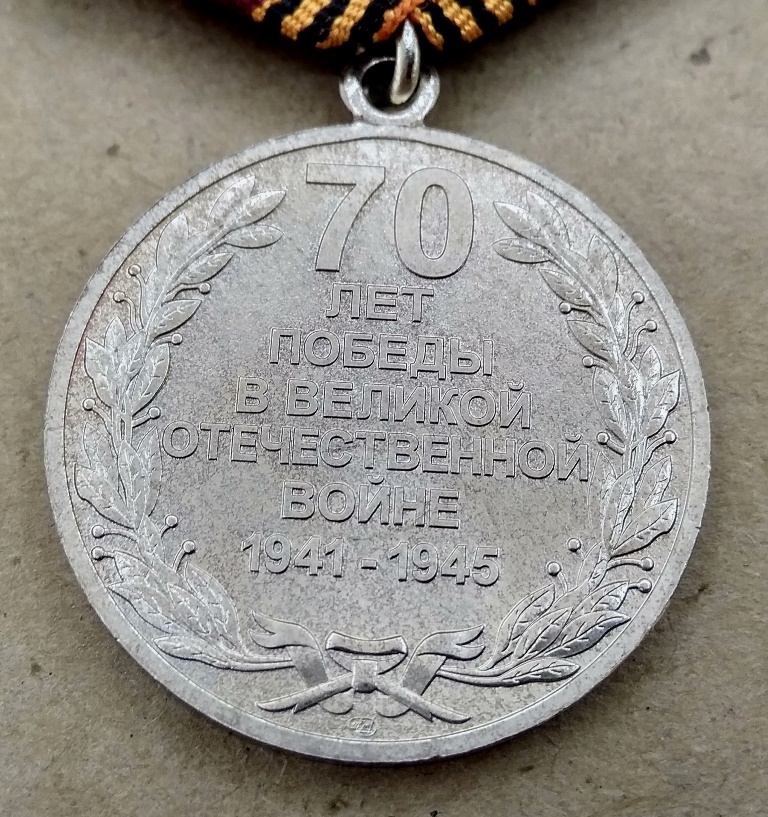 70
ЛЕТ
ПОБЕДЫ
В ВЕЛИКОЙ
ОТЕЧЕСТВЕННОЙ
ВОЙНЕ
1941 - 1945